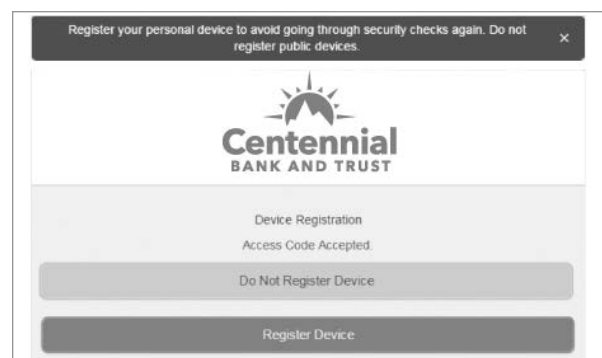 Register your personal device to avoid going through security checks again. Do not
register public devices.
×
Centennial
BANK AND TRUST
Device Registration
Access Code Accepted.
Do Not Register Device
Register Device